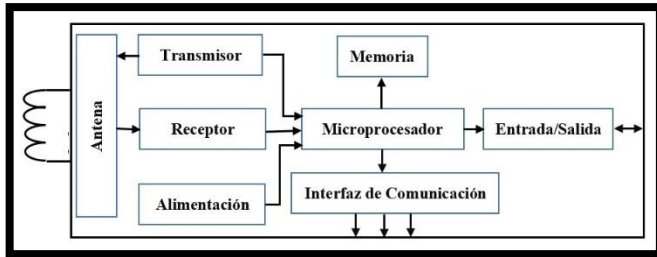 Transmisor
Memoria
Antena
Receptor
Microprocesador
Entrada/Salida
Alimentación
Interfaz de Comunicación